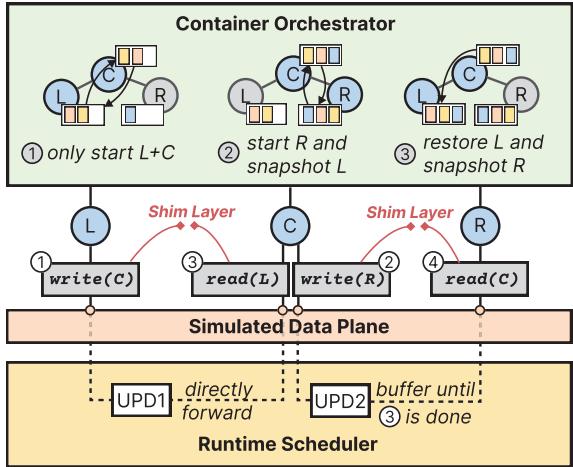 Container Orchestrator
C
L
R
① only start L+C
C
L
R
② start R and
snapshot L
C
L
R
③ restore L and
snapshot R
L
Shim Layer
C
Shim Layer
R
① write(C)
③ read(L)
write(R) ②
④ read(C)
Simulated Data Plane
UPD1
directly
forward
UPD2
buffer until
③ is done
Runtime Scheduler